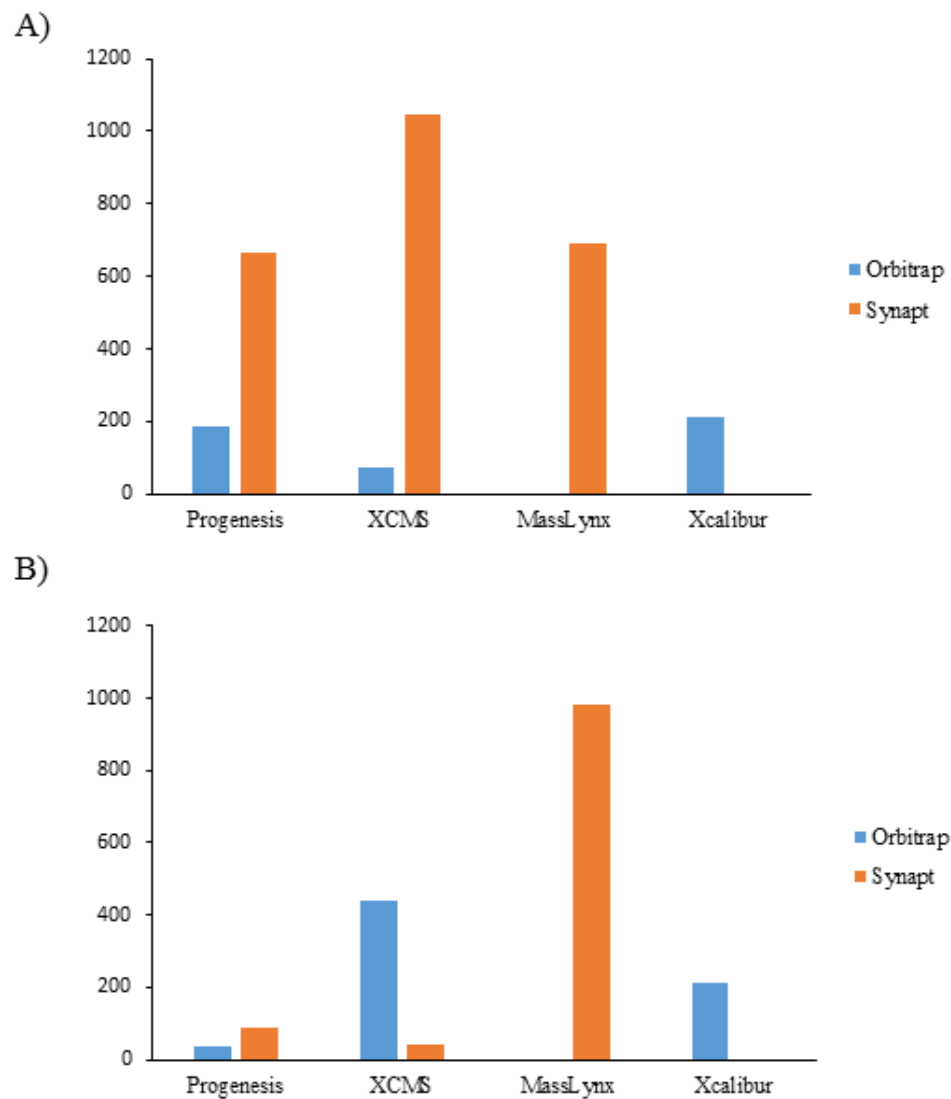 A)
1200
1000
800
600
400
200
0
Progenesis XCMS MassLynx Xcalibur
Orbitrap
Synapt
B)
1200
1000
800
600
400
200
0
Progenesis XCMS MassLynx Xcalibur
Orbitrap
Synapt